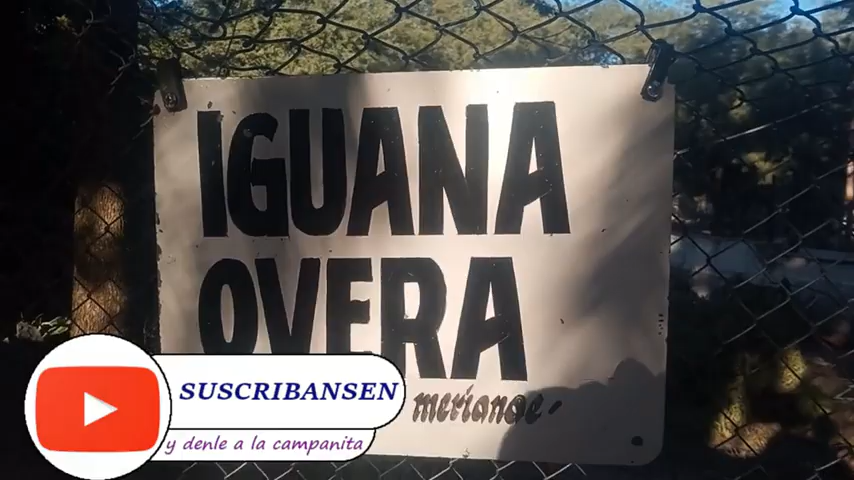 IGUANA
OVERA
merianae
SUSCRIBANSEN
y denle a la campanita